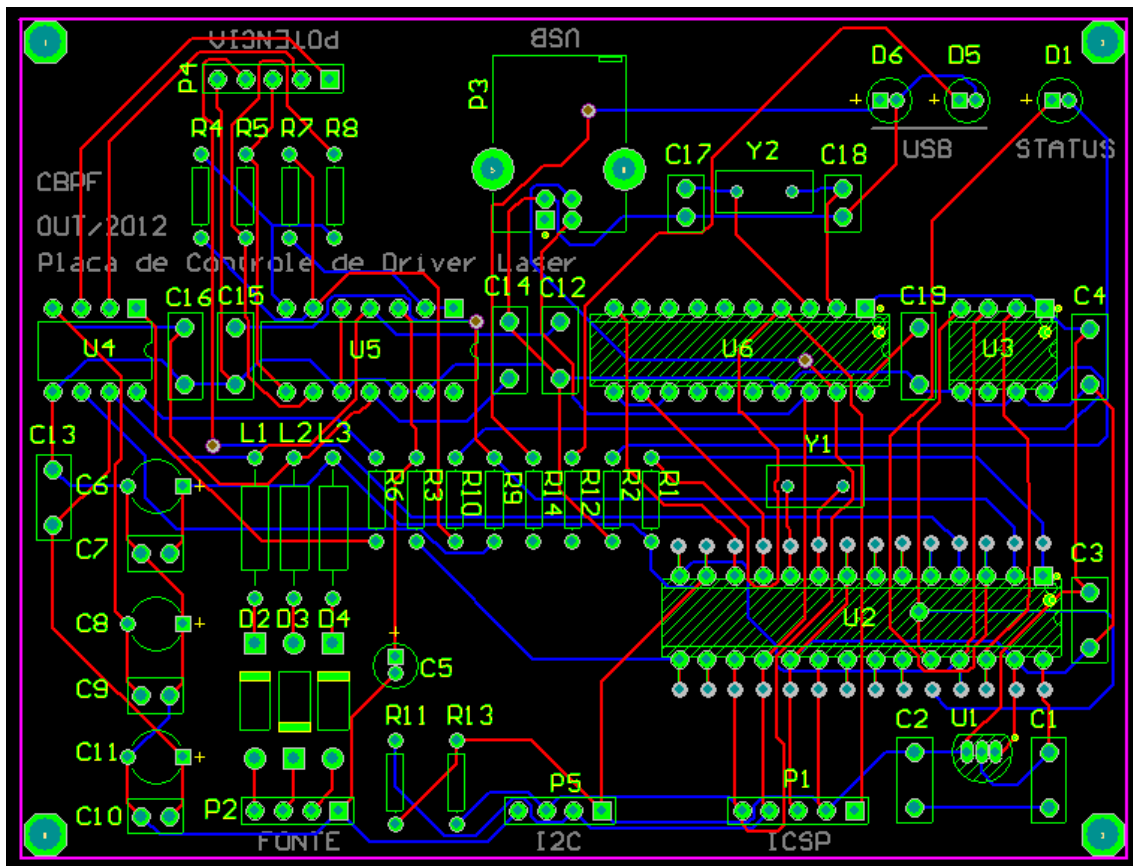 POTENCIA
USB
P4
P3
D6
D5
D1
+
+
+
R4
R5
R7
R8
USB
STATUS
C17
Y2
C18
CBPF
OUT/2012
Placa de Controle de Driver Laser
C16
C15
C14
C12
C19
C4
U4
U5
U6
U3
C13
L1
L2
L3
Y1
C6
+
R6
R3
R10
R9
R14
R12
R2
R1
C7
C3
C8
+
D2
D3
D4
+
U2
C5
C9
R11
R13
C2
U1
C1
C11
+
P5
P1
C10
P2
FONTE
I2C
ICSP